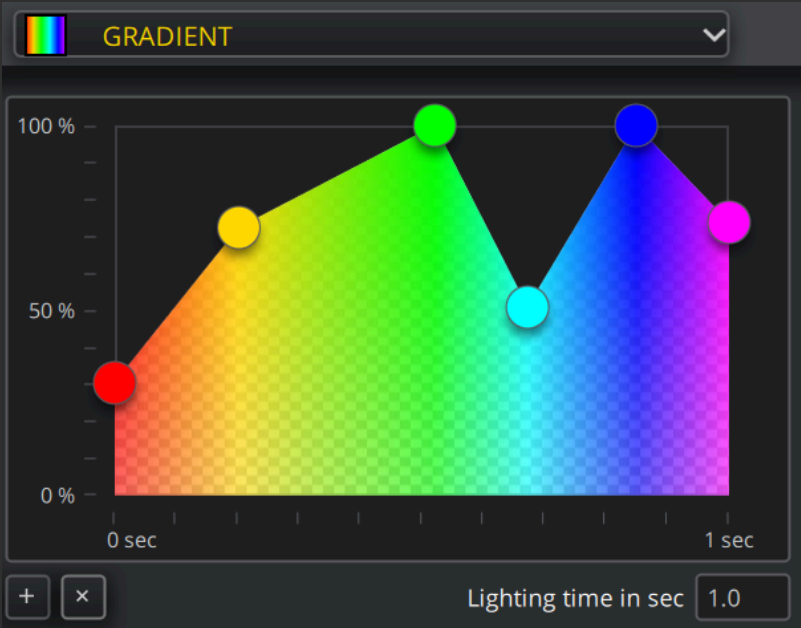 GRADIENT
100 %
50 %
0 %
0 sec
1 sec
+
×
Lighting time in sec
1.0